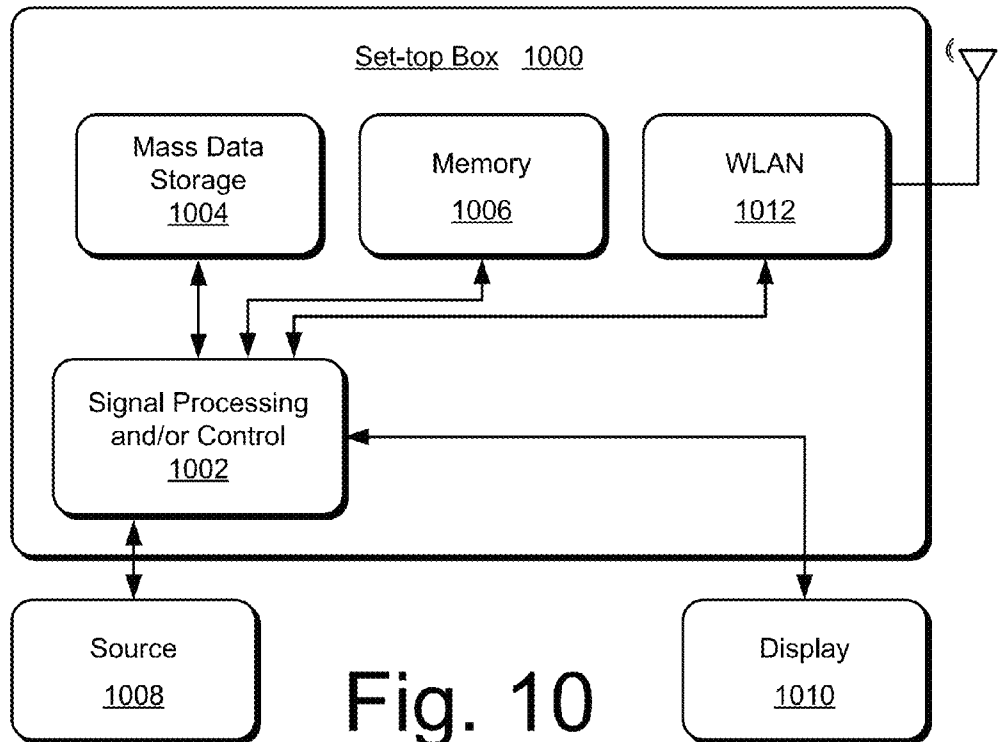 Set-top Box 1000
Mass Data
Storage
1004
Memory
1006
WLAN
1012
Signal Processing
and/or Control
1002
Source
1008
Fig. 10
Display
1010